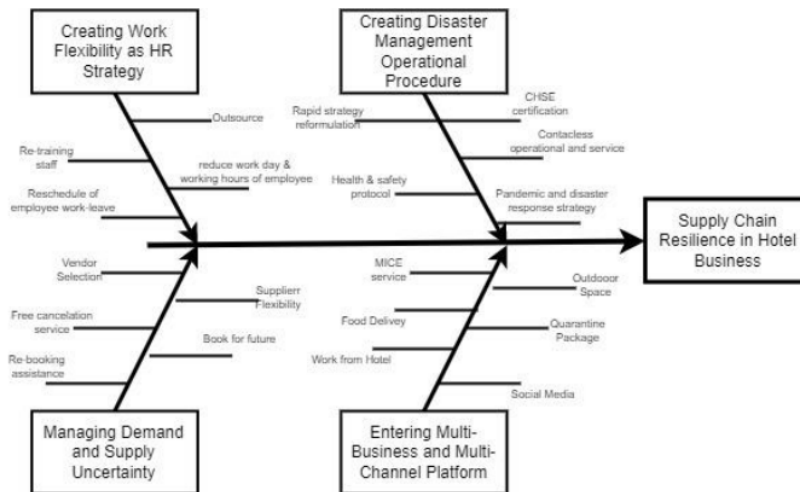 Creating Work
Flexibility as HR
Strategy
Creating Disaster
Management
Operational
Procedure
Outsource
Re-training
staff
reduce work day &
working hours of employee
Reschedule of
employee work-leave
Rapid strategy
reformulation
CHSE
certification
Contacless
operational and service
Health & safety
protocol
Pandemic and disaster
response strategy
Supply Chain
Resilience in Hotel
Business
Vendor
Selection
Supplierr
Flexibility
Free cancelation
service
Book for future
Re-booking
assistance
MICE
service
Outdooor
Space
Food Delivey
Quarantine
Package
Work from Hotel
Social Media
Managing Demand
and Supply
Uncertainty
Entering Multi-
Business and Multi-
Channel Platform